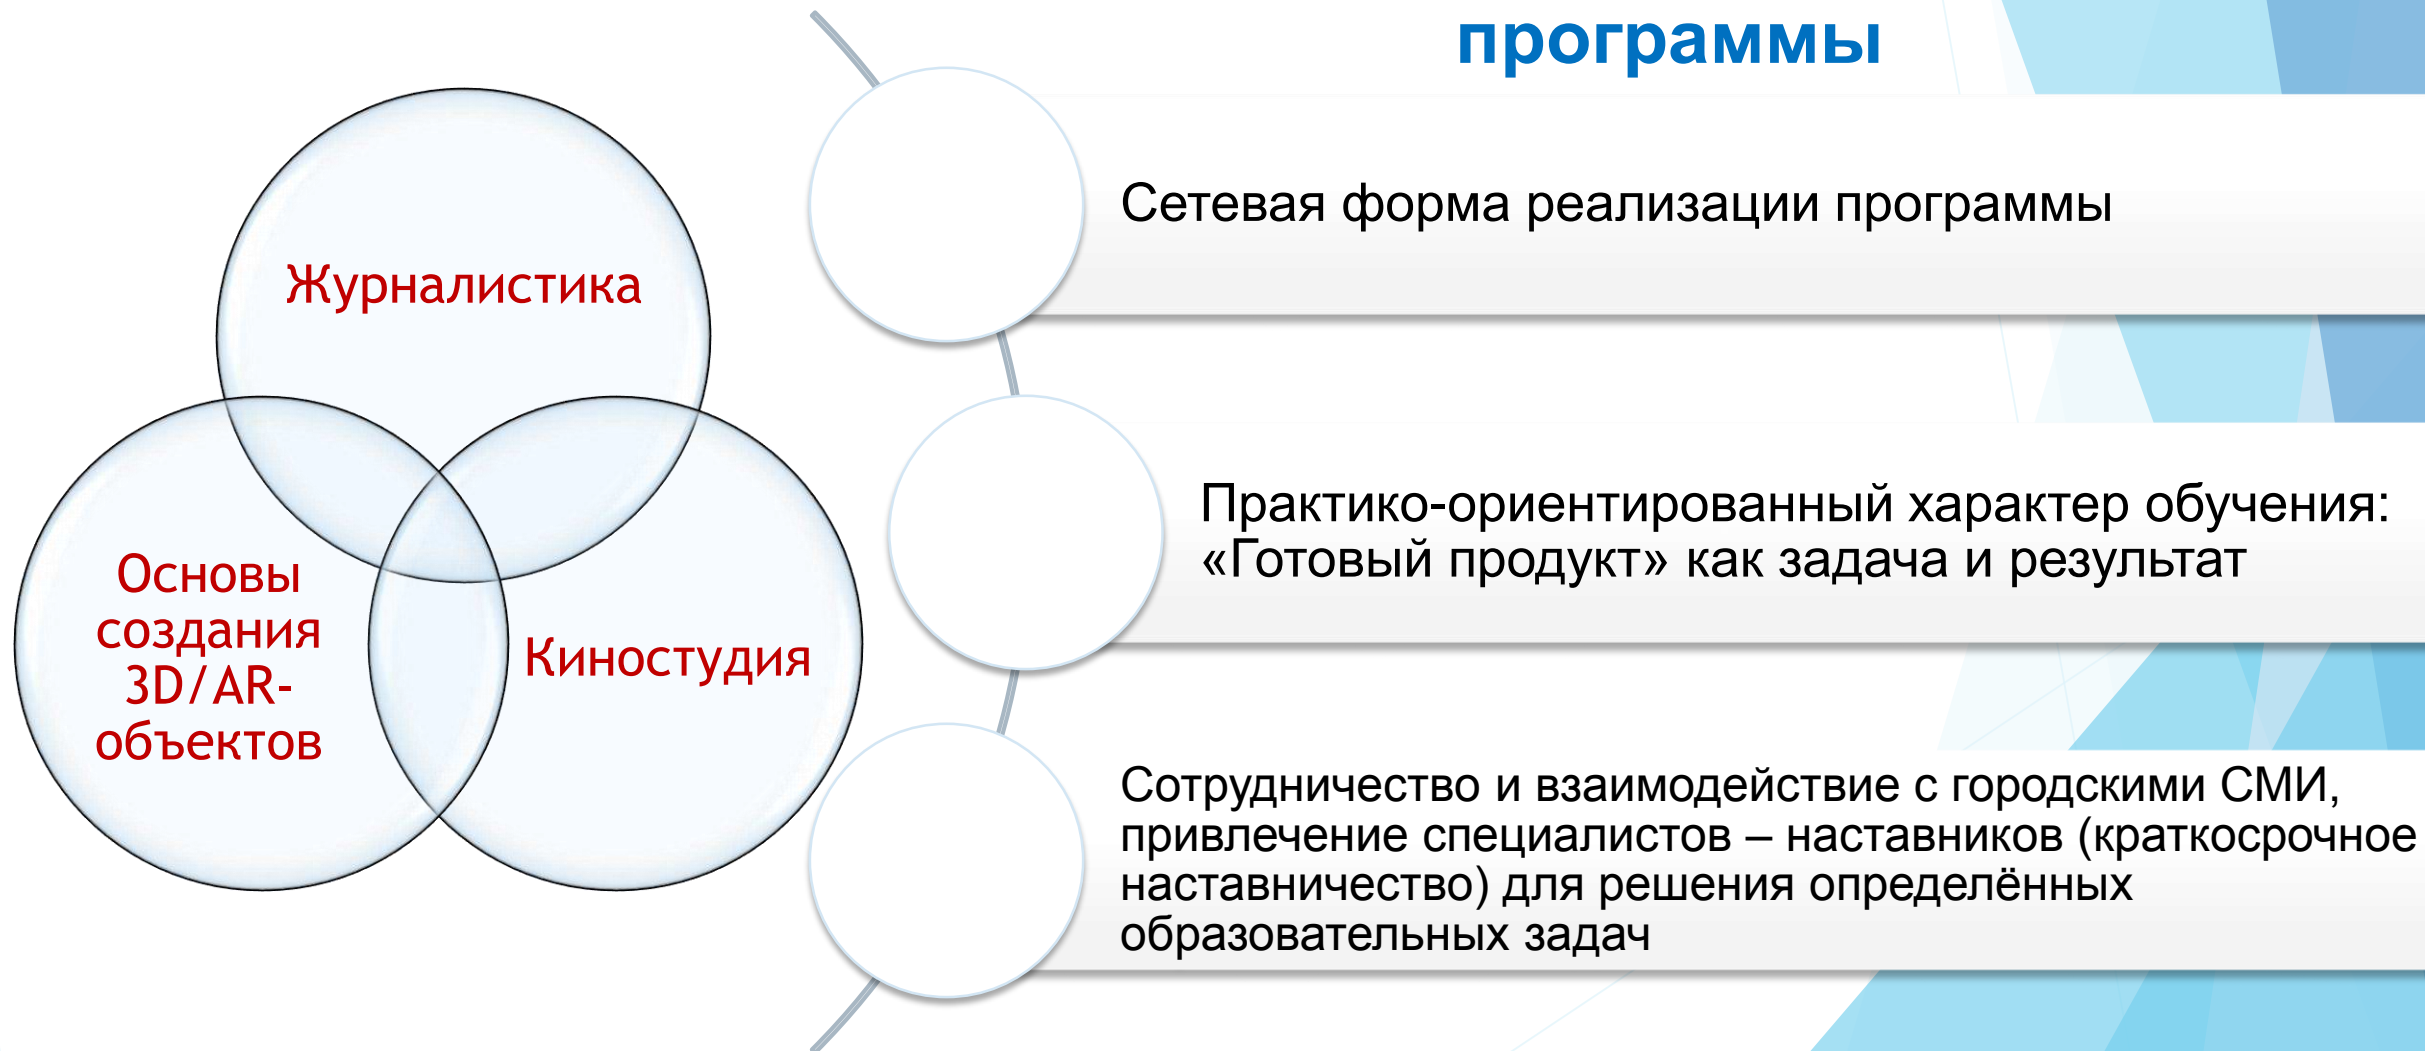 программы
Журналистика
Основы
создания
3D/AR-
объектов
Киностудия
Сетевая форма реализации программы
Практико-ориентированный характер обучения:
«Готовый продукт» как задача и результат
Сотрудничество и взаимодействие с городскими СМИ,
привлечение специалистов – наставников (краткосрочное
наставничество) для решения определённых
образовательных задач